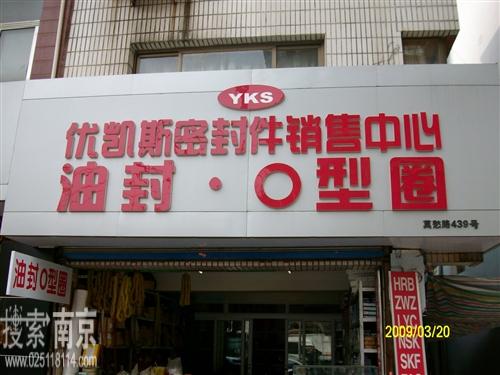 YKS
优凯斯密封件销售中心
油封·O型圈
莫愁路439号
油封O型圈
HRB
ZWZ
LYC
NSK
SKF
2009/03/20
搜索南京
www.025118114.com